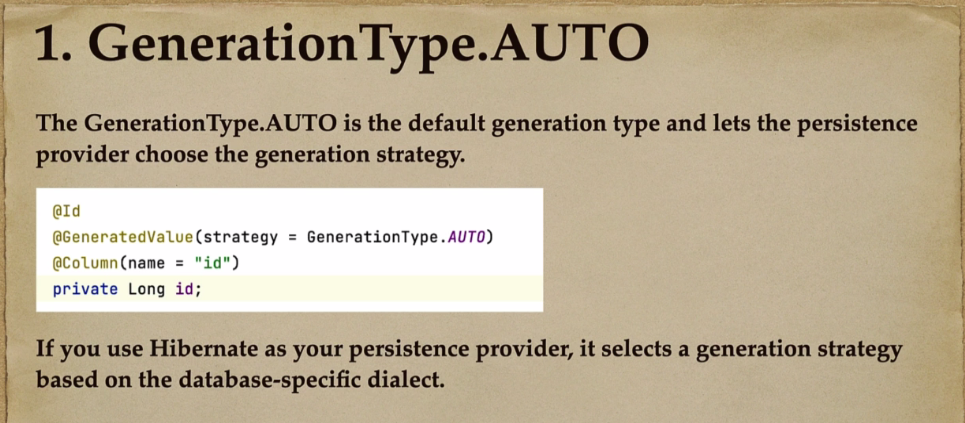 1. GenerationType.AUTO
The GenerationType.AUTO is the default generation type and lets the persistence
provider choose the generation strategy.
@Id
@GeneratedValue(strategy = GenerationType.AUTO)
@Column(name = "id")
private Long id;
If you use Hibernate as your persistence provider, it selects a generation strategy
based on the database-specific dialect.